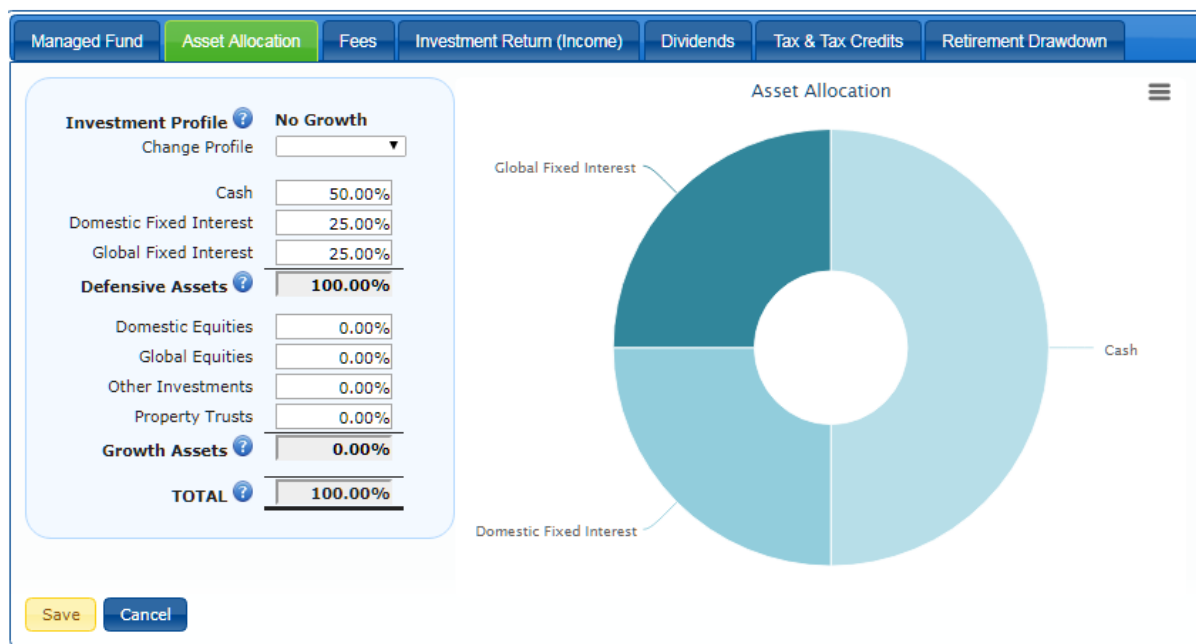 Managed Fund Asset Allocation Fees Investment Return (Income) Dividends Tax & Tax Credits Retirement Drawdown
Investment Profile ? No Growth
Change Profile
Cash 50.00%
Domestic Fixed Interest 25.00%
Global Fixed Interest 25.00%
Defensive Assets ? 100.00%
Domestic Equities 0.00%
Global Equities 0.00%
Other Investments 0.00%
Property Trusts 0.00%
Growth Assets ? 0.00%
TOTAL ? 100.00%
Asset Allocation
Global Fixed Interest
Cash
Domestic Fixed Interest
Save Cancel